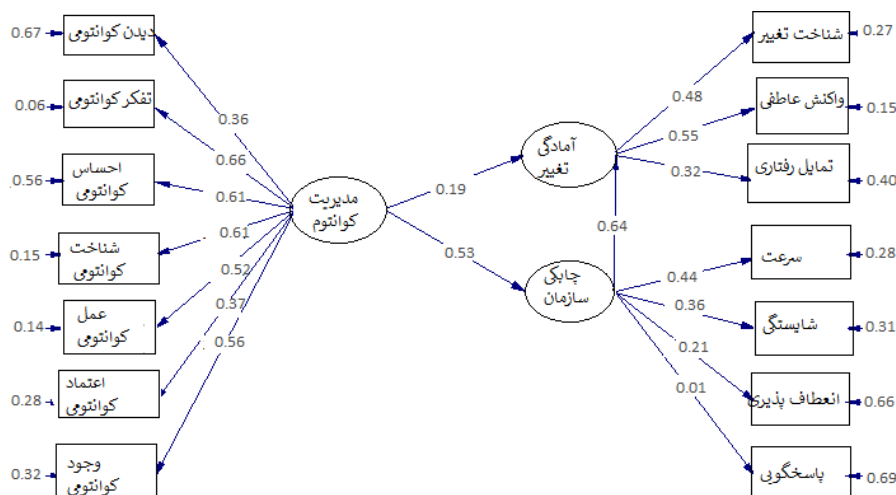 0.67
دیدن کوانتومی
0.06
تفکر کوانتومی
0.56
احساس
کوانتومی
0.15
شناخت
کوانتومی
0.14
عمل
کوانتومی
0.28
اعتماد
کوانتومی
0.32
وجود
کوانتومی
0.36
0.66
0.61
0.61
0.52
0.37
0.56
مدیریت
کوانتوم
0.19
0.53
آمادگی
تغییر
0.64
چابکی
سازمان
0.48
0.55
0.32
0.44
0.36
0.21
0.01
شناخت تغییر
0.27
واکنش عاطفی
0.15
تمایل رفتاری
0.40
سرعت
0.28
شایستگی
0.31
انعطاف پذیری
0.66
پاسخگویی
0.69